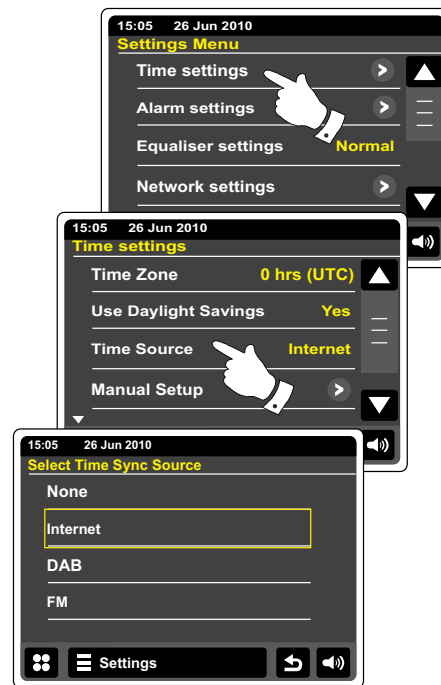 15:05 26 Jun 2010
Settings Menu
Time settings
Alarm settings
Equaliser settings Normal
Network settings
15:05 26 Jun 2010
Time settings
Time Zone 0 hrs (UTC)
Use Daylight Savings Yes
Time Source Internet
Manual Setup
15:05 26 Jun 2010
Select Time Sync Source
None
Internet
DAB
FM
Settings